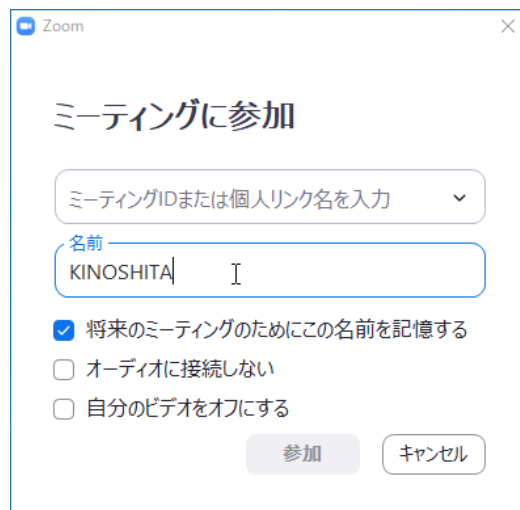 Zoom
ミーティングに参加
ミーティングIDまたは個人リンク名を入力
名前
KINOSHITA
将来のミーティングのためにこの名前を記憶する
オーディオに接続しない
自分のビデオをオフにする
参加 キャンセル